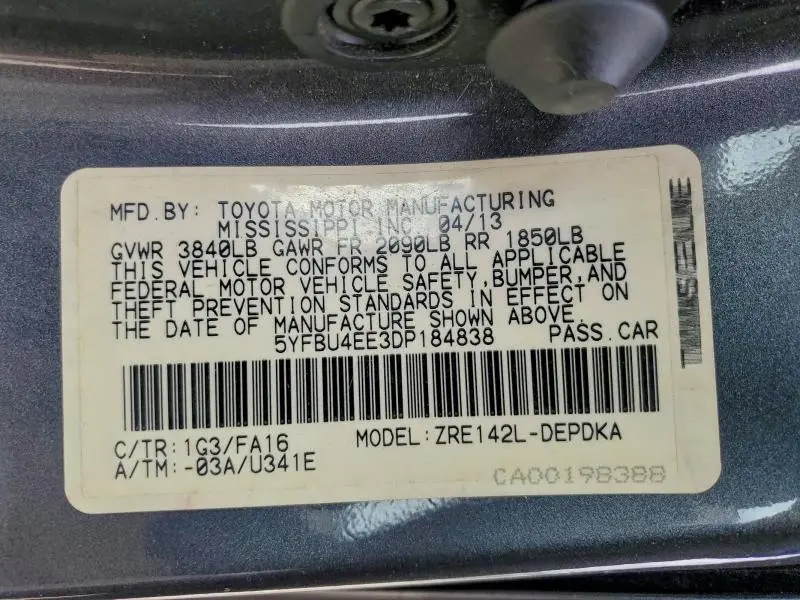 MFD.BY: TOYOTA MOTOR MANUFACTURING
MISSISSIPPI INC 04/13
GVWR 3840LB GAWR FR 2090LB RR 1850LB
THIS VEHICLE CONFORMS TO ALL APPLICABLE
FEDERAL MOTOR VEHICLE SAFETY,BUMPER,AND
THEFT PREVENTION STANDARDS IN EFFECT ON
THE DATE OF MANUFACTURE SHOWN ABOVE.
5YFBU4EE3DP184838 PASS.CAR
C/TR:1G3/FA16 MODEL:ZRE142L-DEPDKA
A/TM:-03A/U341E
CA00198388